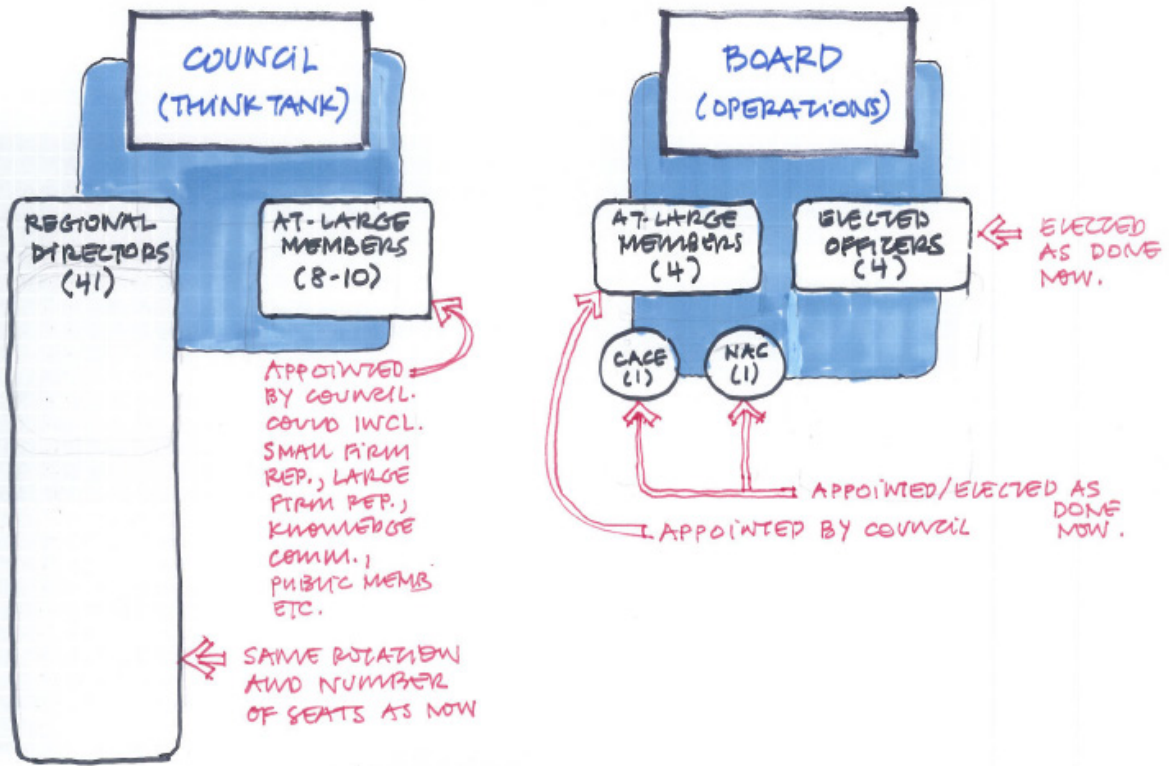 COUNCIL
(THINK TANK)
REGIONAL
DIRECTORS
(41)
AT-LARGE
MEMBERS
(8-10)
APPOINTED
BY COUNCIL.
COULD INCL.
SMALL FIRM
REP., LARGE
FIRM REP.,
KNOWLEDGE
COMM.,
PUBLIC MEMB
ETC.
SAME ROTATION
AND NUMBER
OF SEATS AS NOW
BOARD
(OPERATIONS)
AT-LARGE
MEMBERS
(4)
ELECTED
OFFICERS
(4)
ELECTED
AS DONE
NOW.
CACE
(1)
NAC
(1)
APPOINTED/ELECTED AS
DONE
NOW.
APPOINTED BY COUNCIL